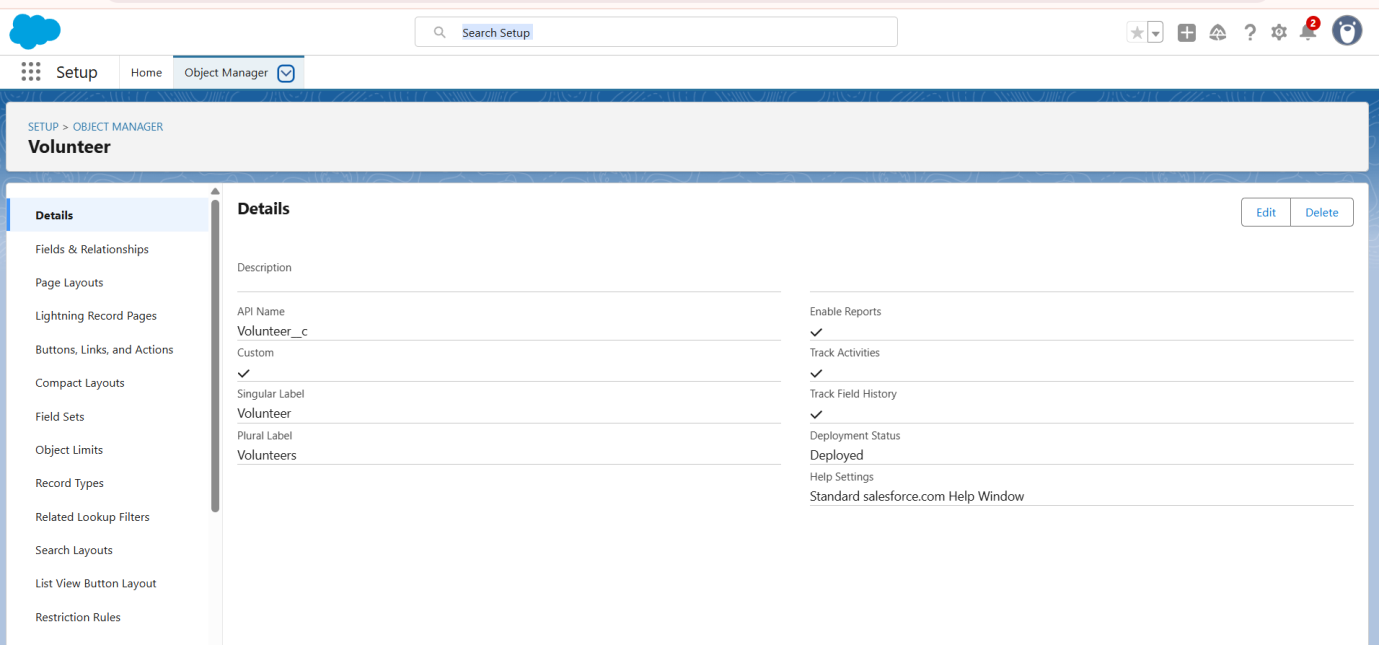 Search Setup
2
Setup
Home
Object Manager
SETUP > OBJECT MANAGER
Volunteer
Details
Fields & Relationships
Page Layouts
Lightning Record Pages
Buttons, Links, and Actions
Compact Layouts
Field Sets
Object Limits
Record Types
Related Lookup Filters
Search Layouts
List View Button Layout
Restriction Rules
Details
Edit
Delete
Description
API Name
Volunteer__c
Custom
Singular Label
Volunteer
Plural Label
Volunteers
Enable Reports
Track Activities
Track Field History
Deployment Status
Deployed
Help Settings
Standard salesforce.com Help Window